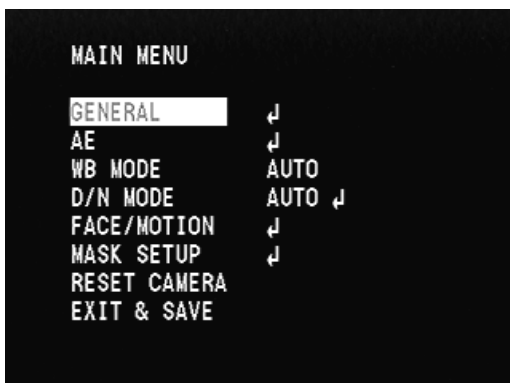 MAIN MENU
GENERAL ↲
AE ↲
WB MODE AUTO
D/N MODE AUTO ↲
FACE/MOTION ↲
MASK SETUP ↲
RESET CAMERA
EXIT & SAVE